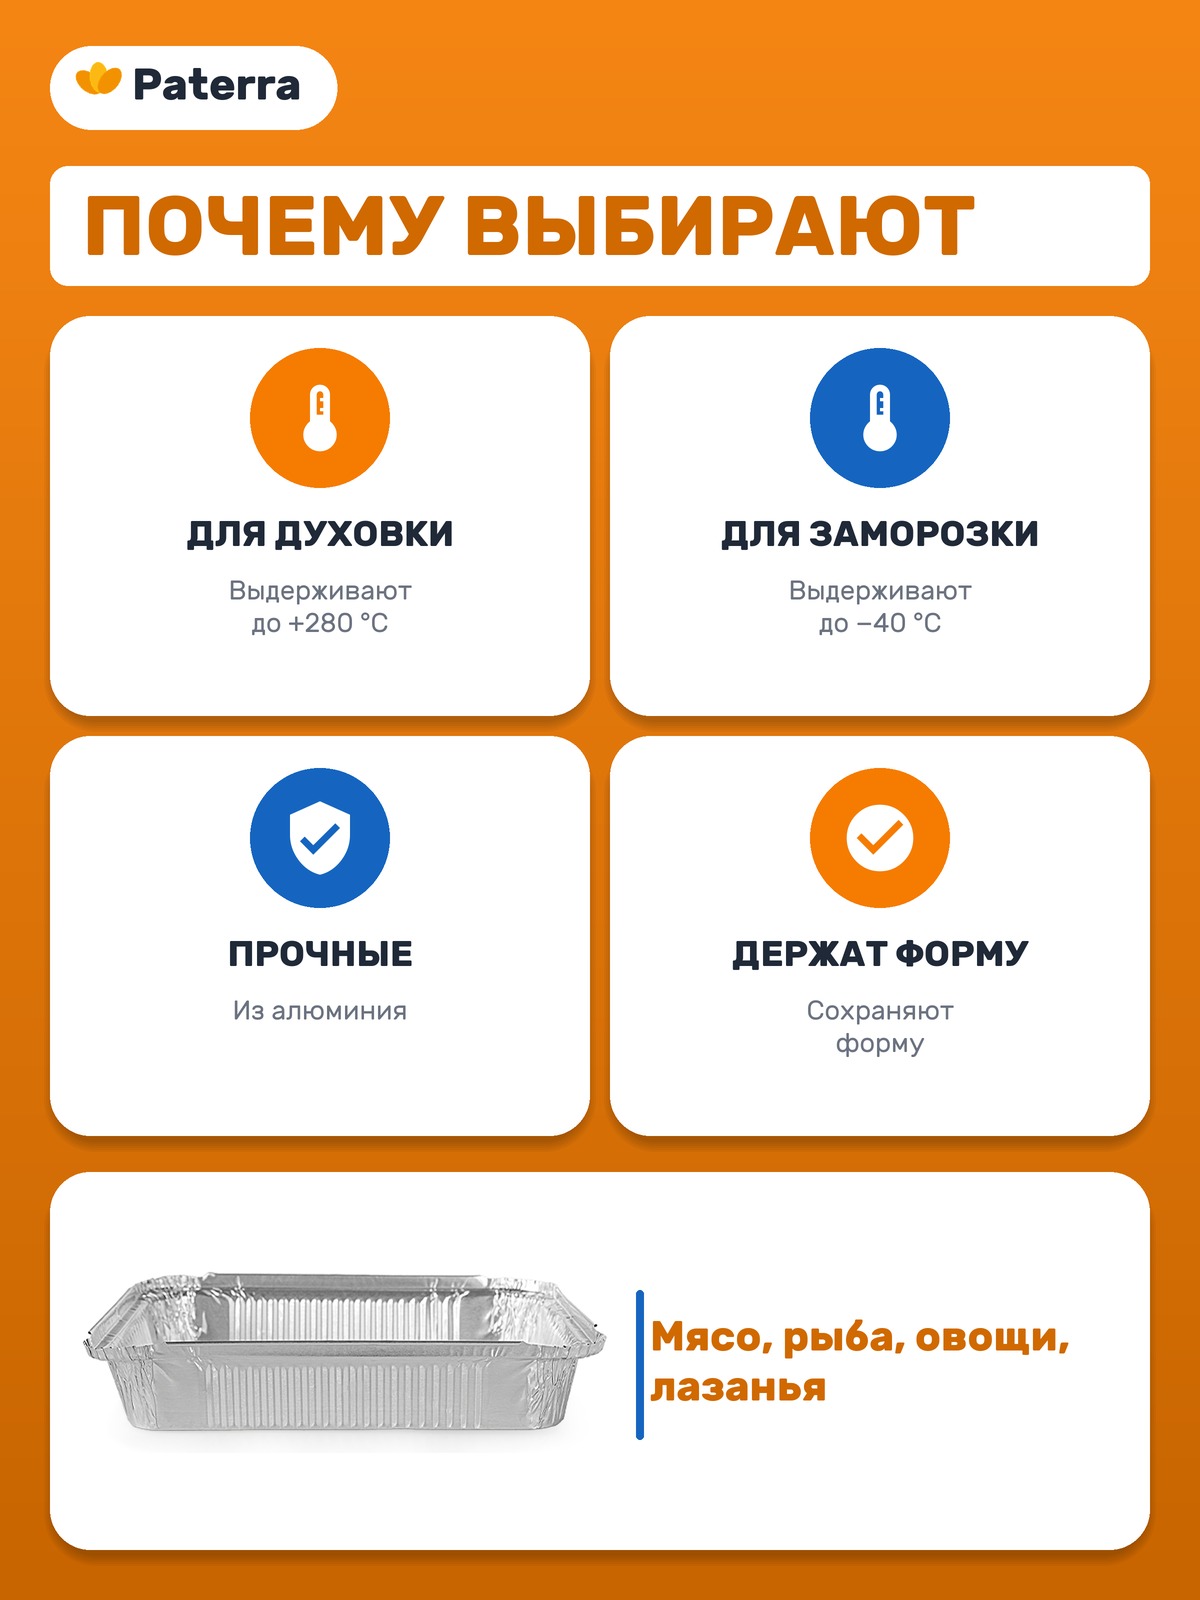 Paterra
ПОЧЕМУ ВЫБИРАЮТ
ДЛЯ ДУХОВКИ
Выдерживают
до +280 °C
ДЛЯ ЗАМОРОЗКИ
Выдерживают
до −40 °C
ПРОЧНЫЕ
Из алюминия
ДЕРЖАТ ФОРМУ
Сохраняют
форму
Мясо, рыба, овощи,
лазанья